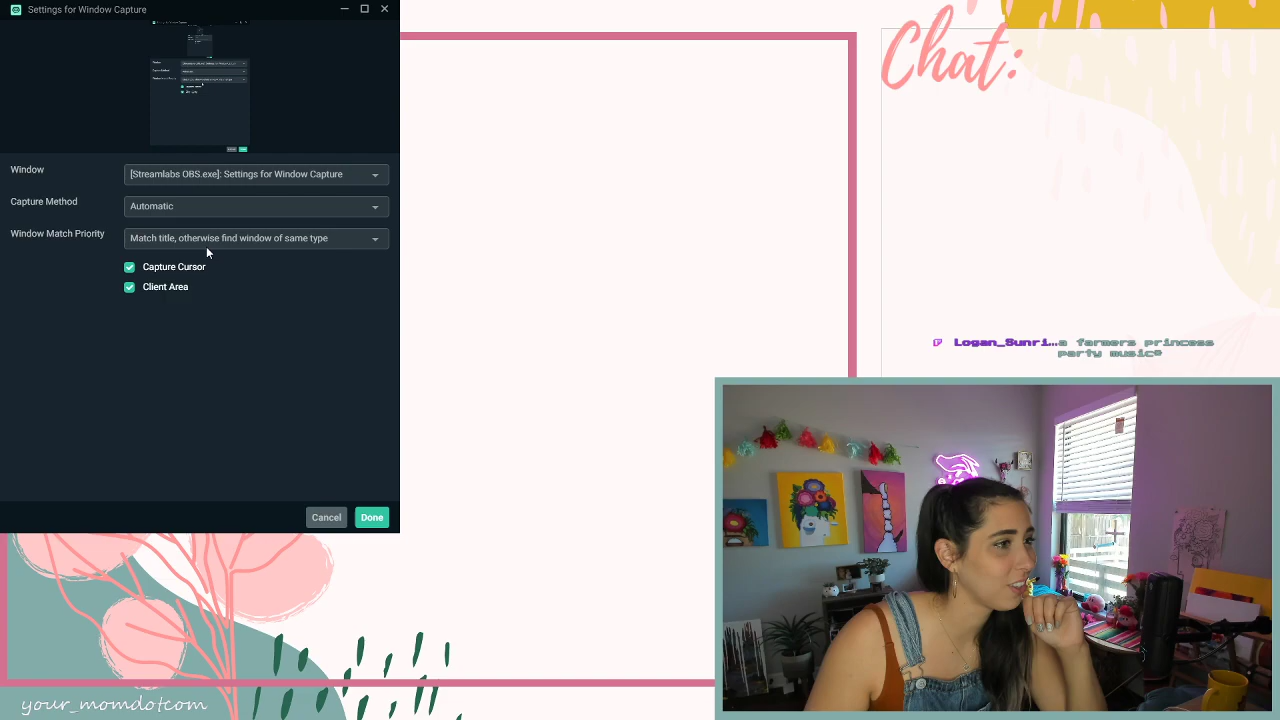 Settings for Window Capture
Window
[Streamlabs OBS.exe]: Settings for Window Capture
Capture Method
Automatic
Window Match Priority
Match title, otherwise find window of same type
Capture Cursor
Client Area
Cancel
Done
Chat:
Logan_Sunri...a farmers princess
party music*
your_momdotcom